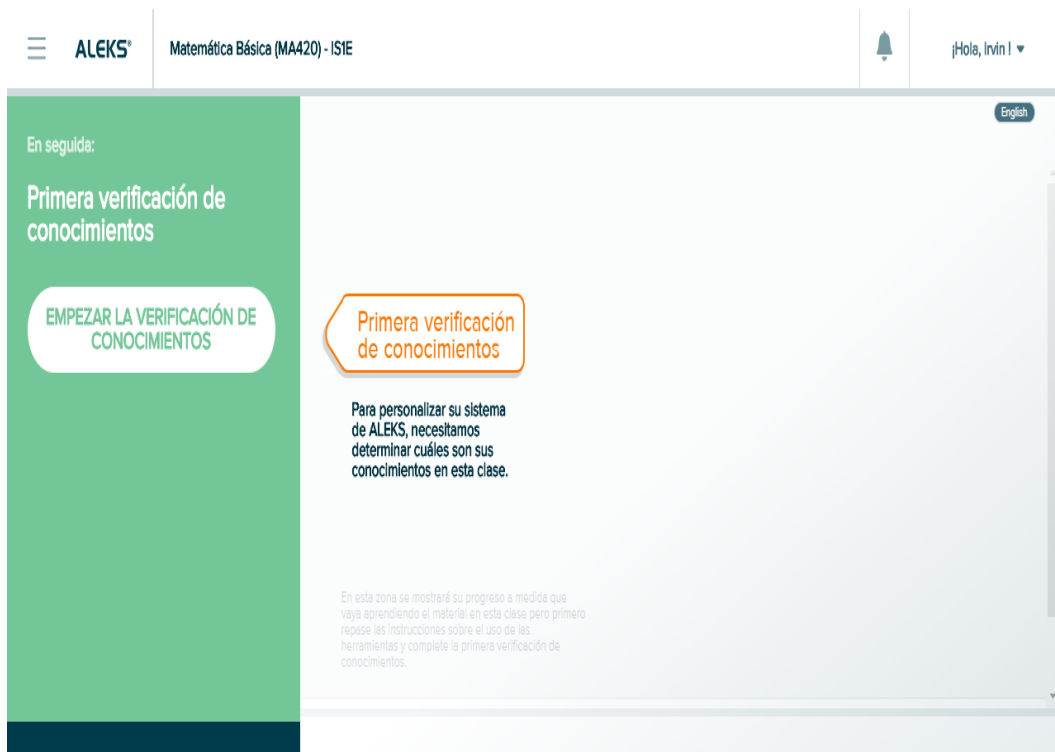 ALEKS®
Matemática Básica (MA420) - IS1E
¡Hola, Irvin !
English
En seguida:
Primera verificación de
conocimientos
EMPEZAR LA VERIFICACIÓN DE
CONOCIMIENTOS
Primera verificación
de conocimientos
Para personalizar su sistema
de ALEKS, necesitamos
determinar cuáles son sus
conocimientos en esta clase.
En esta zona se mostrará su progreso a medida que
vaya aprendiendo el material en esta clase pero primero
repase las instrucciones sobre el uso de las
herramientas y complete la primera verificación de
conocimientos.